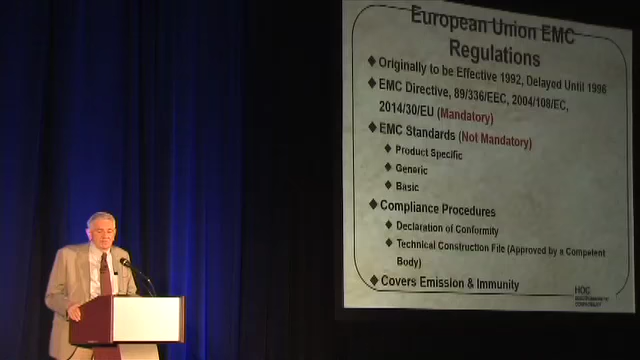 European Union EMC
Regulations
◆ Originally to be Effective 1992, Delayed Until 1996
◆ EMC Directive, 89/336/EEC, 2004/108/EC,
2014/30/EU (Mandatory)
◆ EMC Standards (Not Mandatory)
◆ Product Specific
◆ Generic
◆ Basic
◆ Compliance Procedures
◆ Declaration of Conformity
◆ Technical Construction File (Approved by a Competent
Body)
◆ Covers Emission & Immunity
HOC